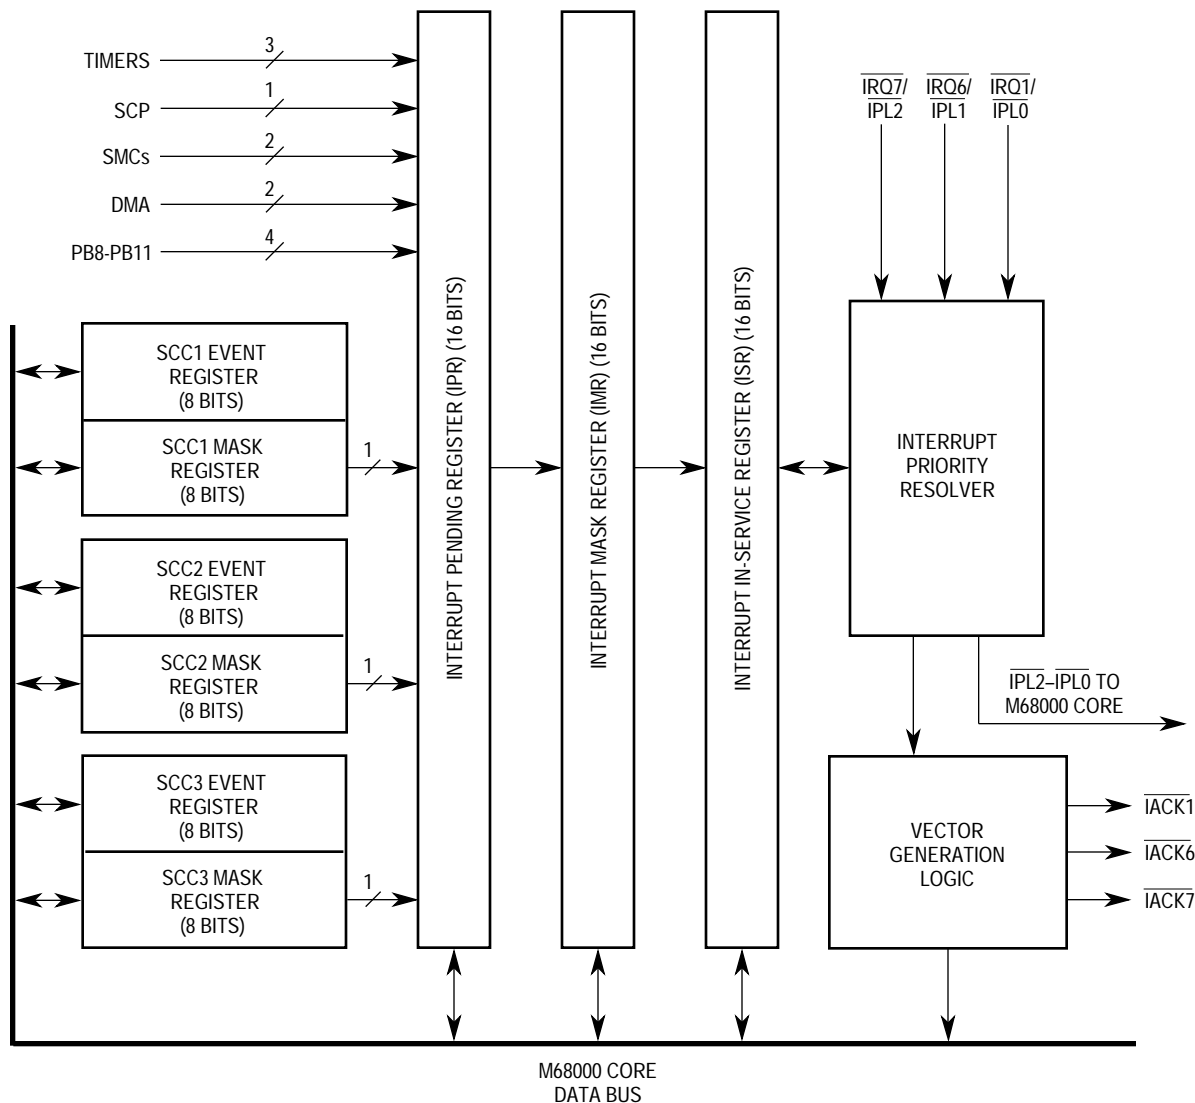 TIMERS
3
SCP
1
SMCs
2
DMA
2
PB8-PB11
4
IRQ7/
IPL2
IRQ6/
IPL1
IRQ1/
IPL0
SCC1 EVENT
REGISTER
(8 BITS)
SCC1 MASK
REGISTER
(8 BITS)
1
SCC2 EVENT
REGISTER
(8 BITS)
SCC2 MASK
REGISTER
(8 BITS)
1
SCC3 EVENT
REGISTER
(8 BITS)
SCC3 MASK
REGISTER
(8 BITS)
1
INTERRUPT PENDING REGISTER (IPR) (16 BITS)
INTERRUPT MASK REGISTER (IMR) (16 BITS)
INTERRUPT IN-SERVICE REGISTER (ISR) (16 BITS)
INTERRUPT
PRIORITY
RESOLVER
IPL2–IPL0 TO
M68000 CORE
VECTOR
GENERATION
LOGIC
IACK1
IACK6
IACK7
M68000 CORE
DATA BUS